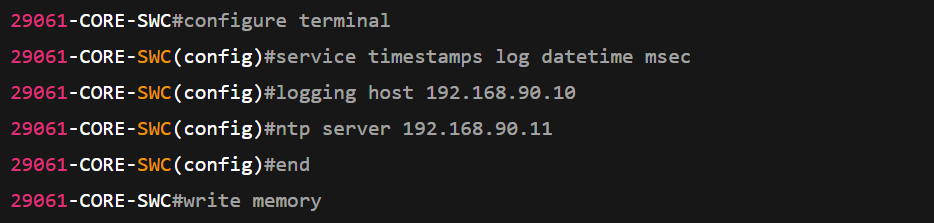 29061-CORE-SWC#configure terminal
29061-CORE-SWC(config)#service timestamps log datetime msec
29061-CORE-SWC(config)#logging host 192.168.90.10
29061-CORE-SWC(config)#ntp server 192.168.90.11
29061-CORE-SWC(config)#end
29061-CORE-SWC#write memory